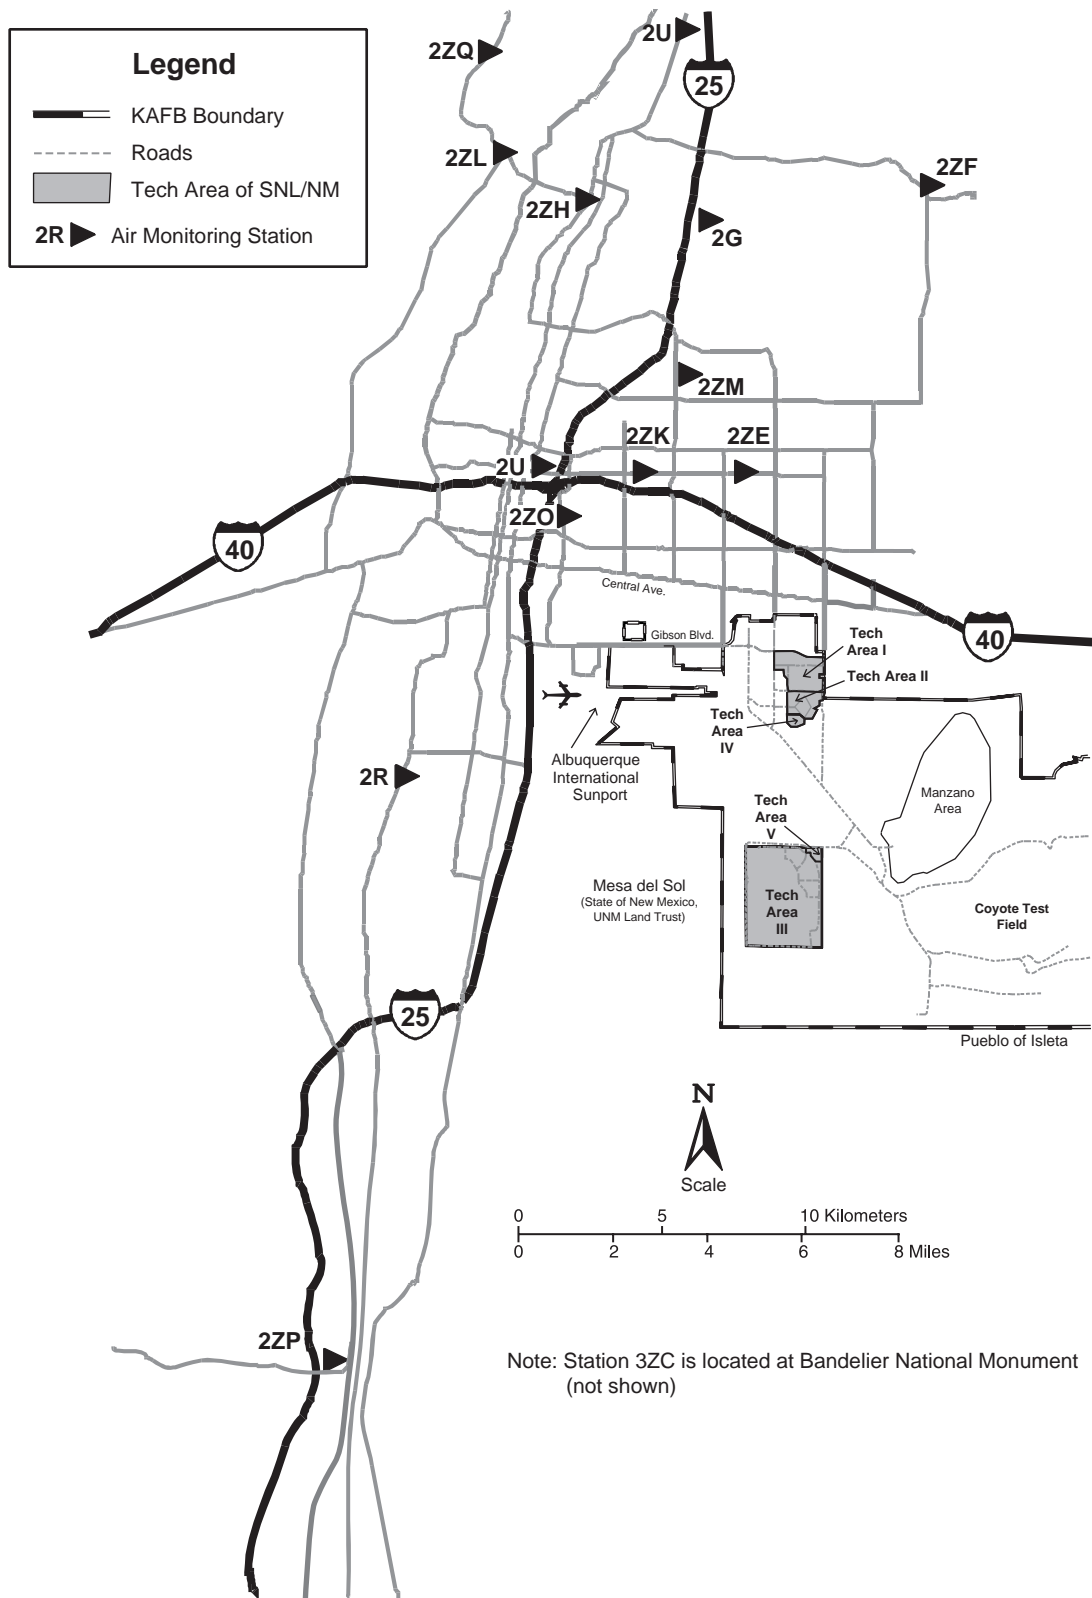 Legend
KAFB Boundary
Roads
Tech Area of SNL/NM
2R Air Monitoring Station
2ZQ
2U
25
2ZL
2ZF
2ZH
2G
2ZM
2ZK
2ZE
2U
2ZO
40
Central Ave.
Gibson Blvd.
40
Tech
Area I
Tech Area II
Tech
Area
IV
Albuquerque
International
Sunport
2R
Manzano
Area
Tech
Area
V
Mesa del Sol
(State of New Mexico,
UNM Land Trust)
Tech
Area
III
Coyote Test
Field
25
Pueblo of Isleta
N
Scale
0 5 10 Kilometers
0 2 4 6 8 Miles
2ZP
Note: Station 3ZC is located at Bandelier National Monument
(not shown)